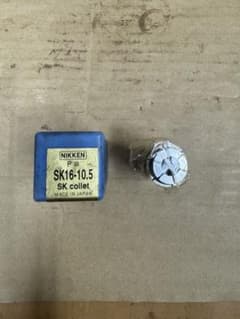 NIKKEN
SK16-10.5
SK collet
MADE IN JAPAN